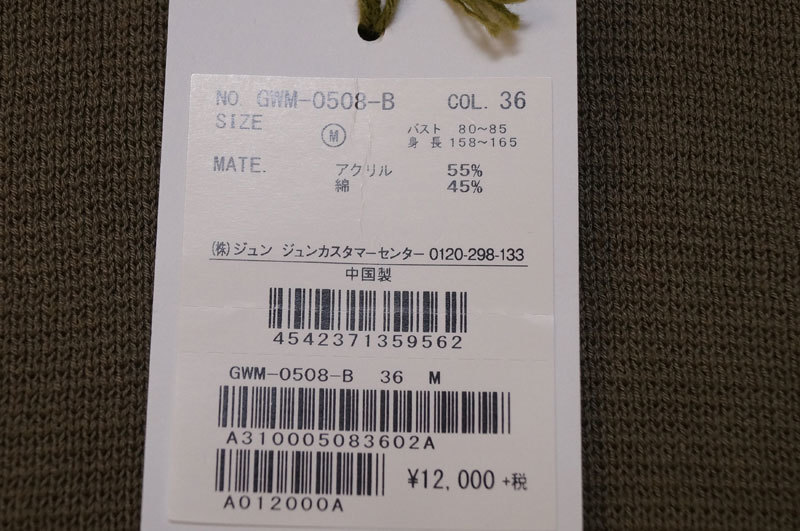 NO. GWM-0508-B COL. 36
SIZE Ⓜ バスト 80~85
身長 158~165
MATE. アクリル 55%
綿 45%
(株)ジュン ジュンカスタマーセンター 0120-298-133
中国製
4542371359562
GWM-0508-B 36 M
A310005083602A
¥12,000 +税
A012000A